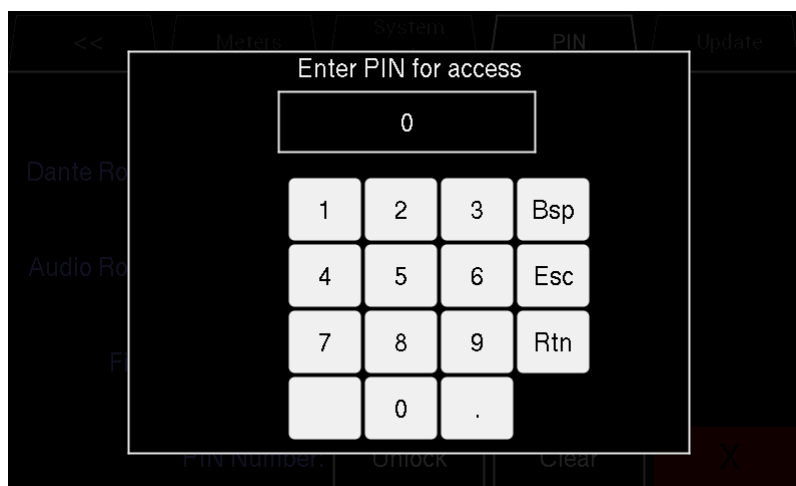 << Meters System PIN Update
Enter PIN for access
0
Dante Ro
1 2 3 Bsp
Audio Ro
4 5 6 Esc
7 8 9 Rtn
Fi
0 .
PIN Number: Unlock Clear X